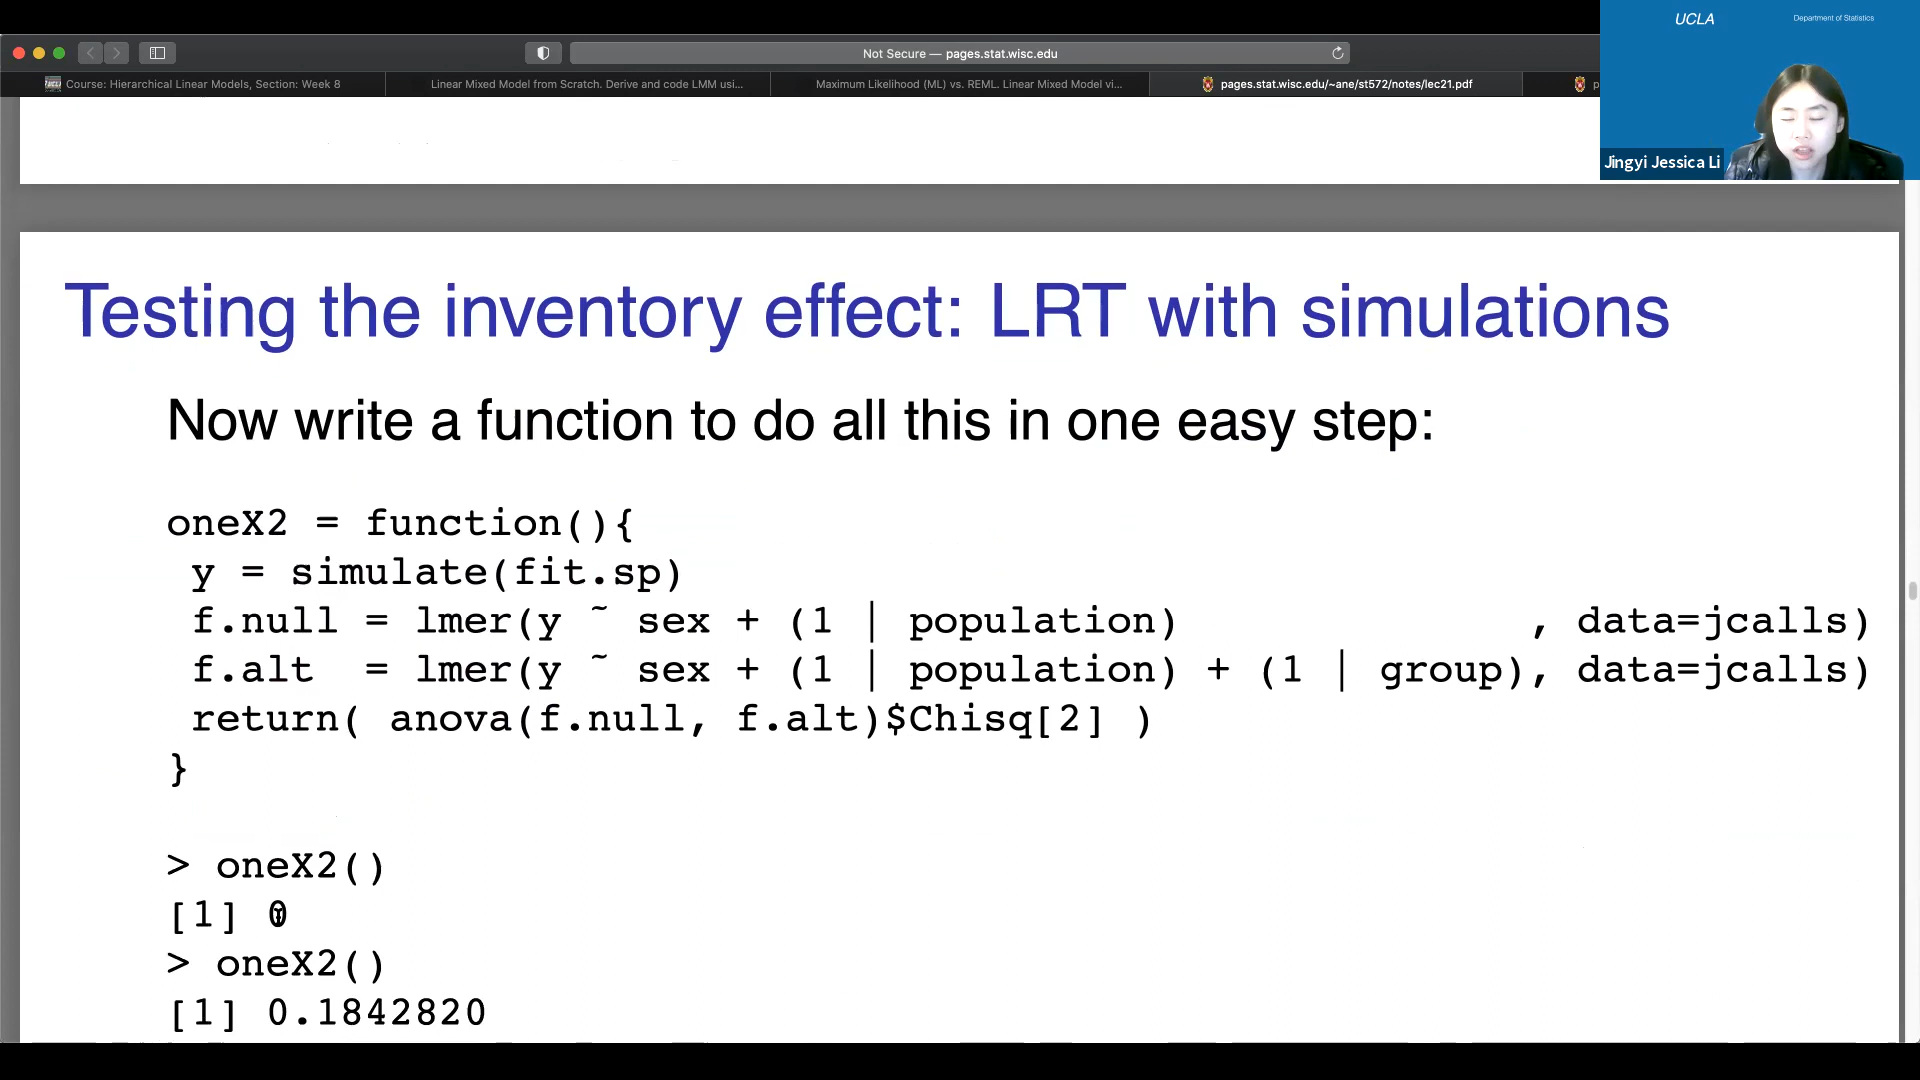 UCLA
Department of Statistics
Not Secure — pages.stat.wisc.edu
Course: Hierarchical Linear Models, Section: Week 8
Linear Mixed Model from Scratch. Derive and code LMM usi...
Maximum Likelihood (ML) vs. REML. Linear Mixed Model vi...
pages.stat.wisc.edu/~ane/st572/notes/lec21.pdf
p
Jingyi Jessica Li
Testing the inventory effect: LRT with simulations
Now write a function to do all this in one easy step:
oneX2 = function(){
y = simulate(fit.sp)
f.null = lmer(y ~ sex + (1 | population) , data=jcalls)
f.alt = lmer(y ~ sex + (1 | population) + (1 | group), data=jcalls)
return( anova(f.null, f.alt)$Chisq[2] )
}
> oneX2()
[1] 0
> oneX2()
[1] 0.1842820